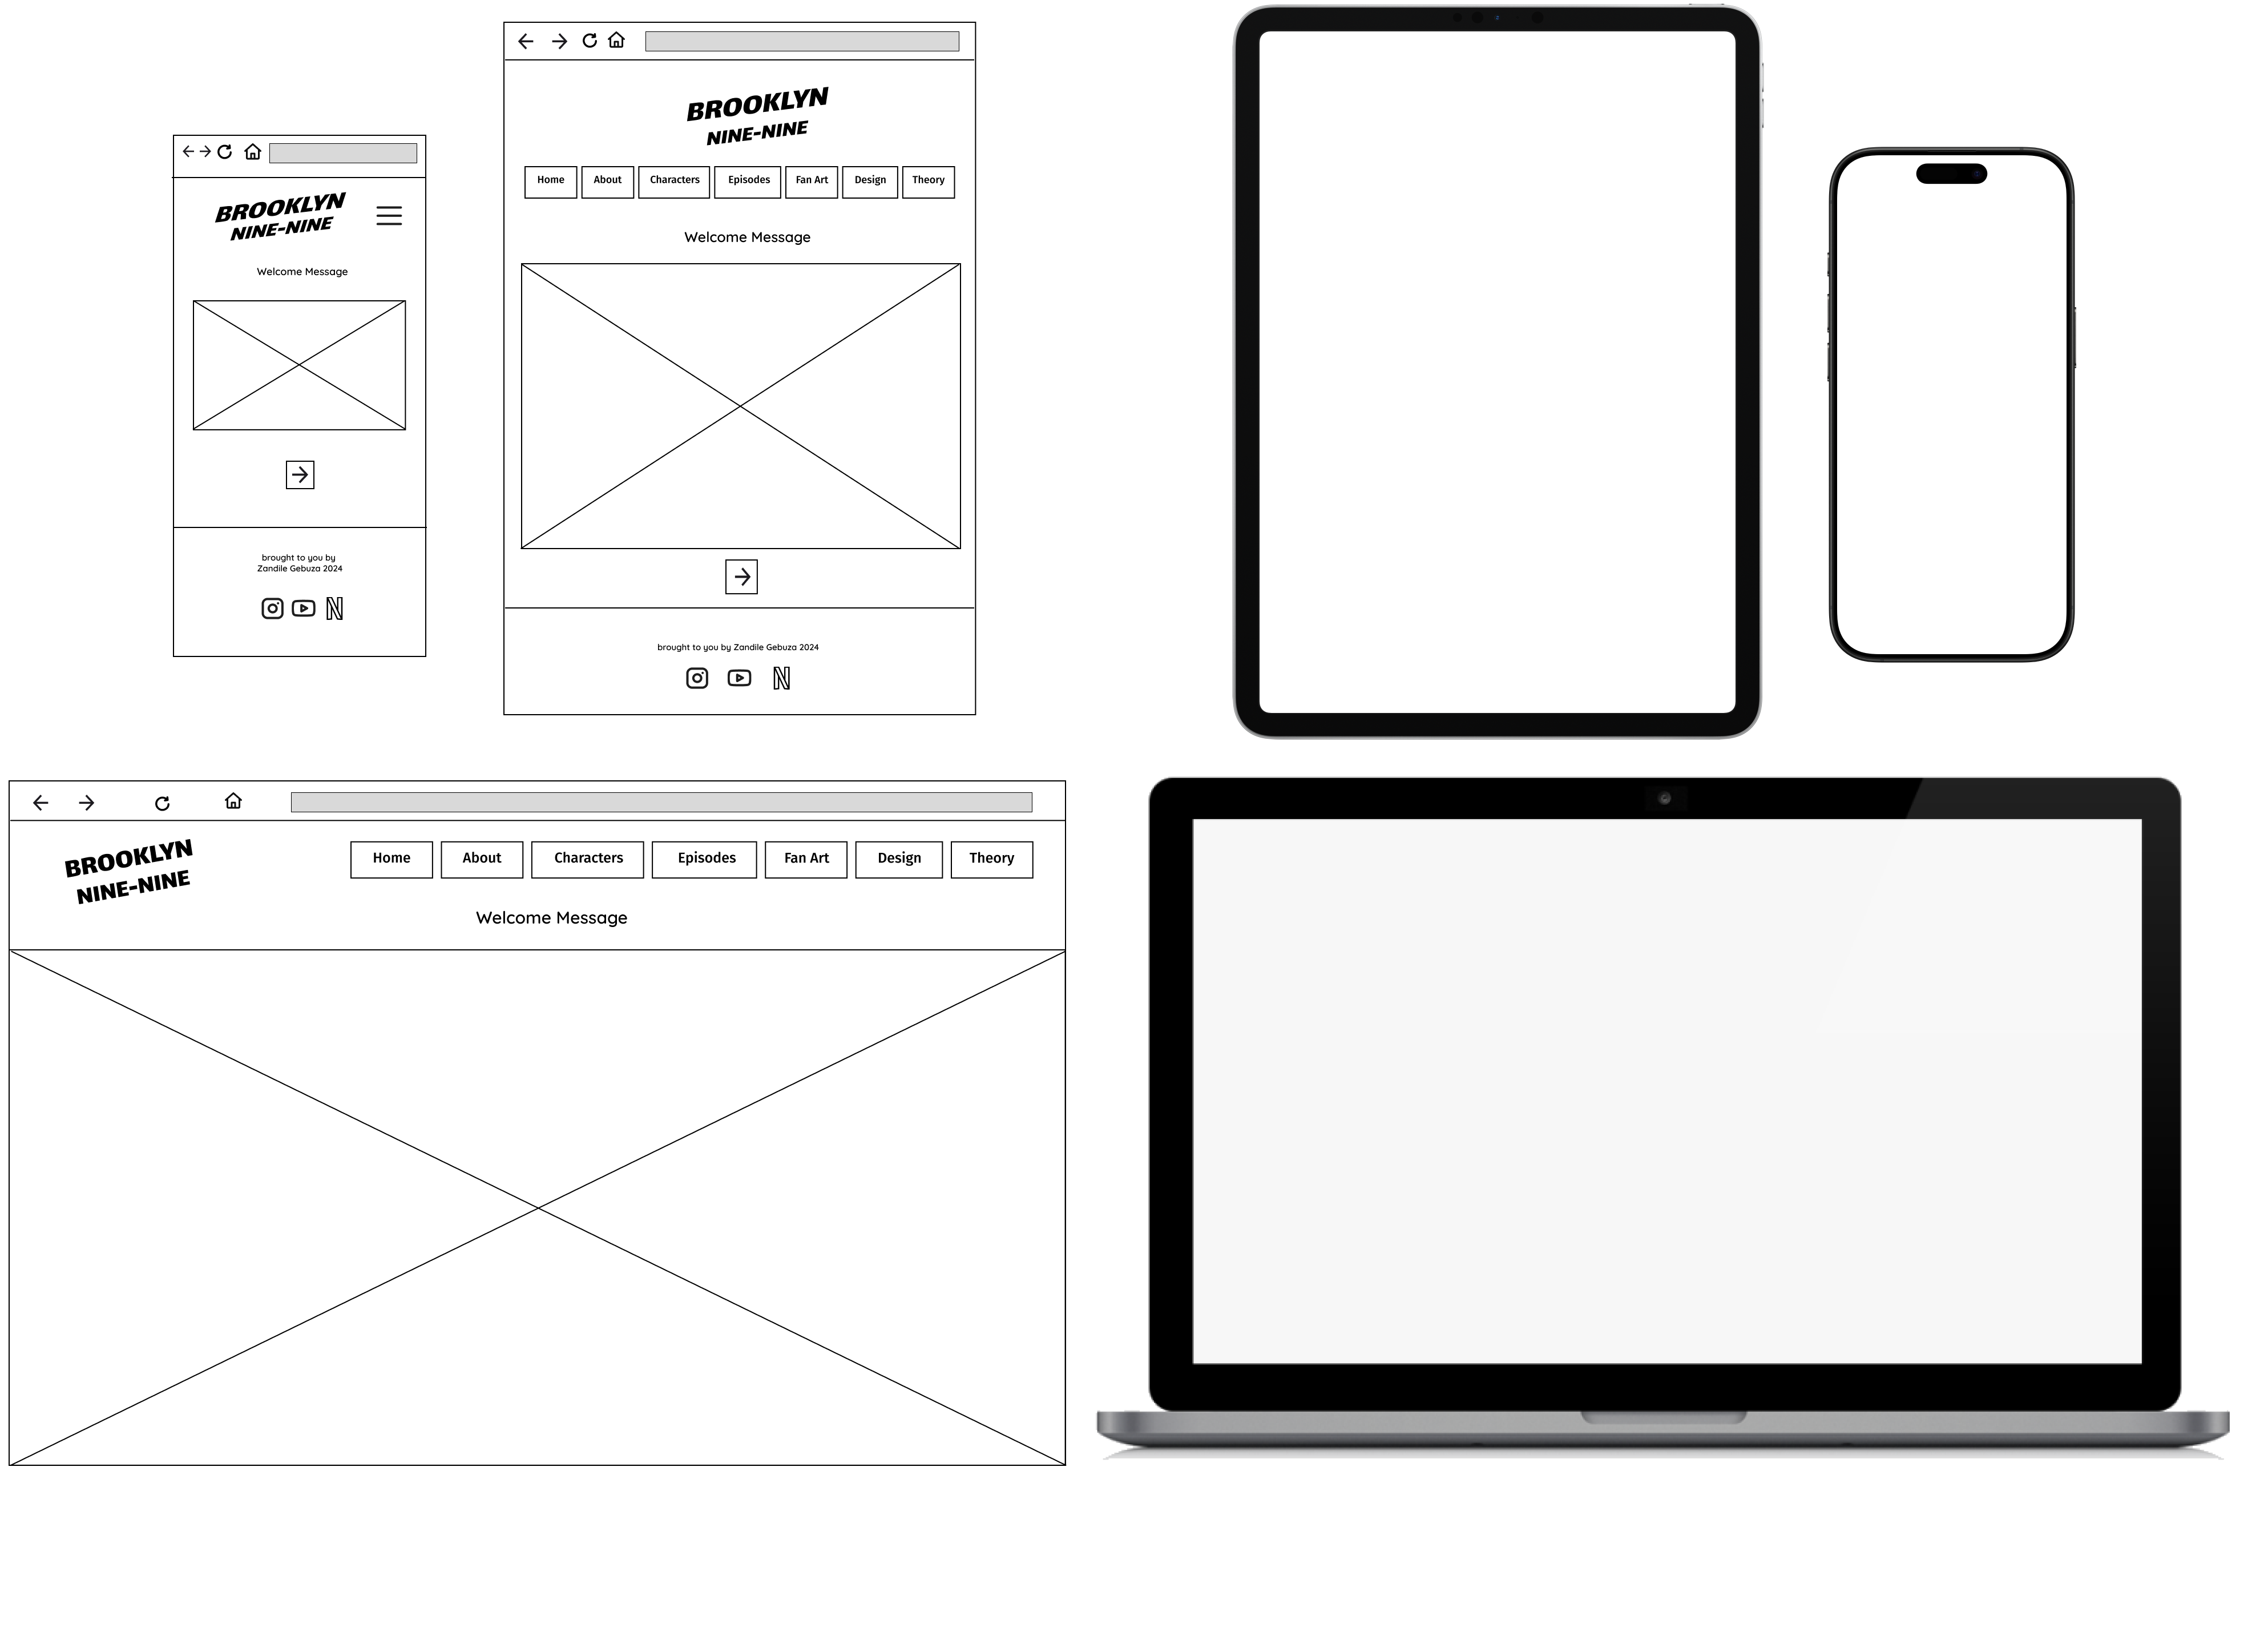 BROOKLYN
NINE-NINE
Welcome Message
brought to you by
Zandile Gebuza 2024
BROOKLYN
NINE-NINE
Home About Characters Episodes Fan Art Design Theory
Welcome Message
brought to you by Zandile Gebuza 2024
BROOKLYN
NINE-NINE
Home About Characters Episodes Fan Art Design Theory
Welcome Message